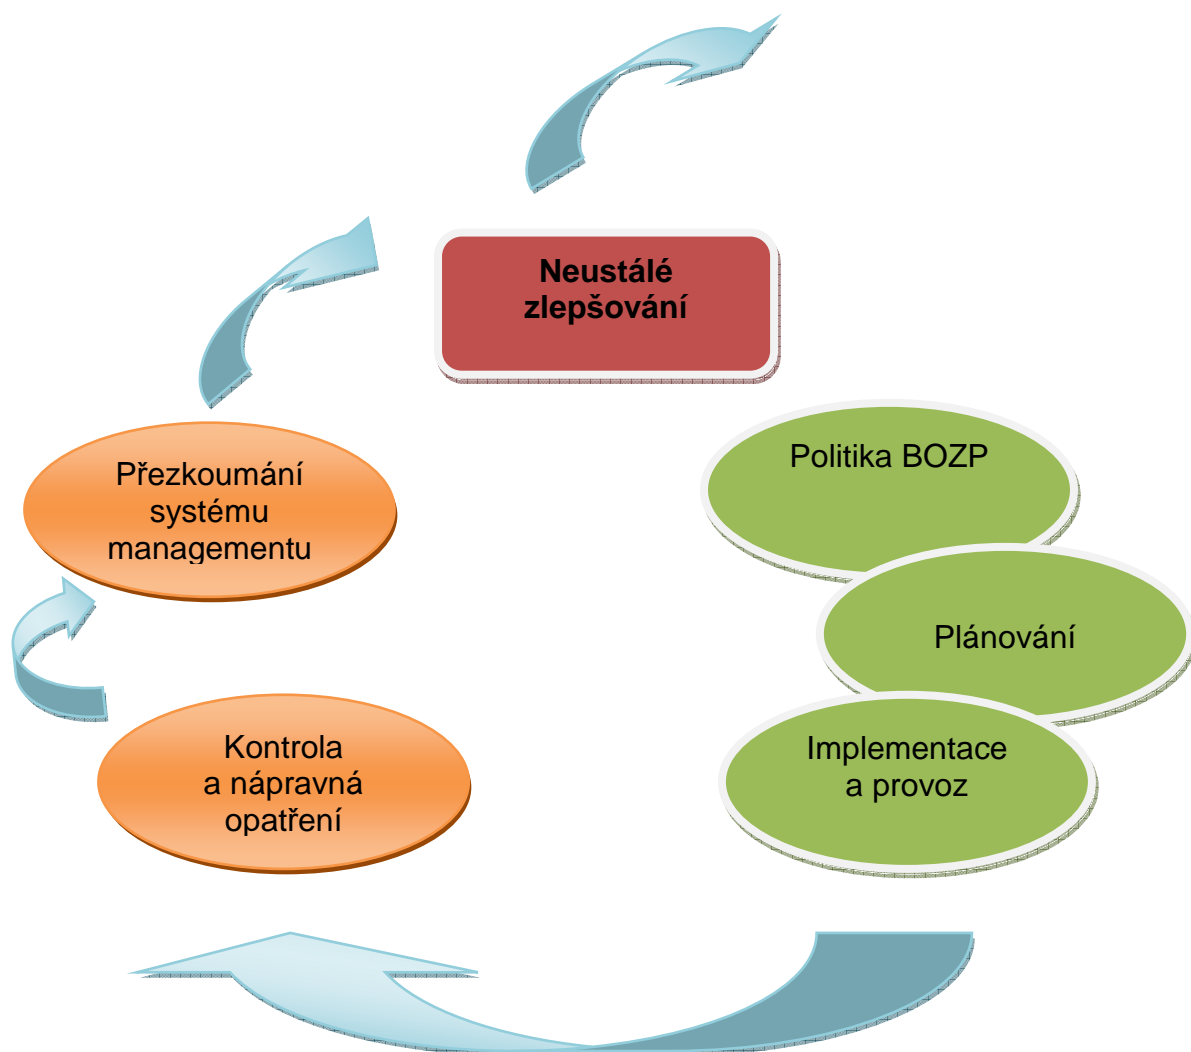 Neustálé
zlepšování
Politika BOZP
Plánování
Implementace
a provoz
Kontrola
a nápravná
opatření
Přezkoumání
systému
managementu